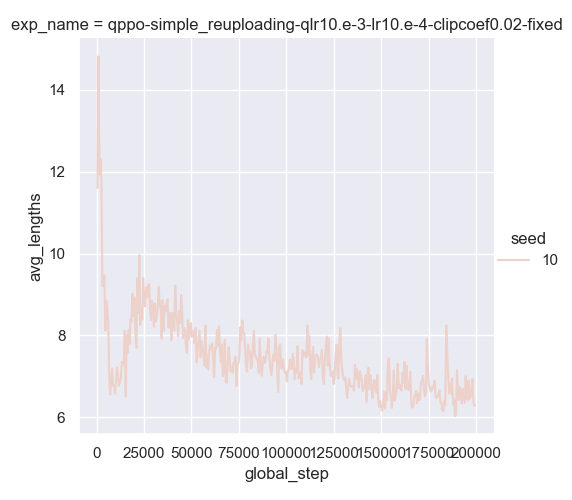 exp_name = qppo-simple_reuploading-qlr10.e-3-lr10.e-4-clipcoef0.02-fixed
14
12
10
8
6
avg_lengths
0 25000 50000 75000 100000 125000 150000 175000 200000
global_step
seed
10